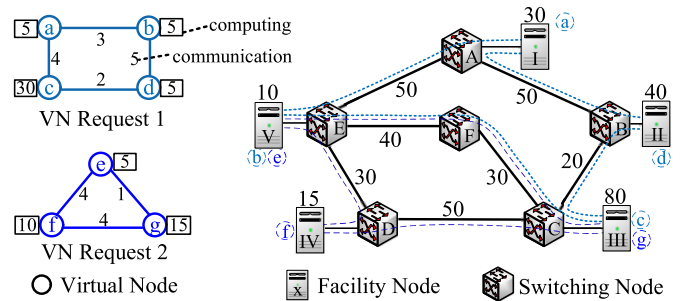 5 a 3 b 5 computing
4 5 communication
30 c 2 d 5
VN Request 1
e 5
4 1
10 f 4 g 15
VN Request 2
Virtual Node
30
a
I
A
50 50
10 40
V E F B II
b e 40 20 d
30 30
15 80
f IV D 50 C III c
g
x Facility Node Switching Node